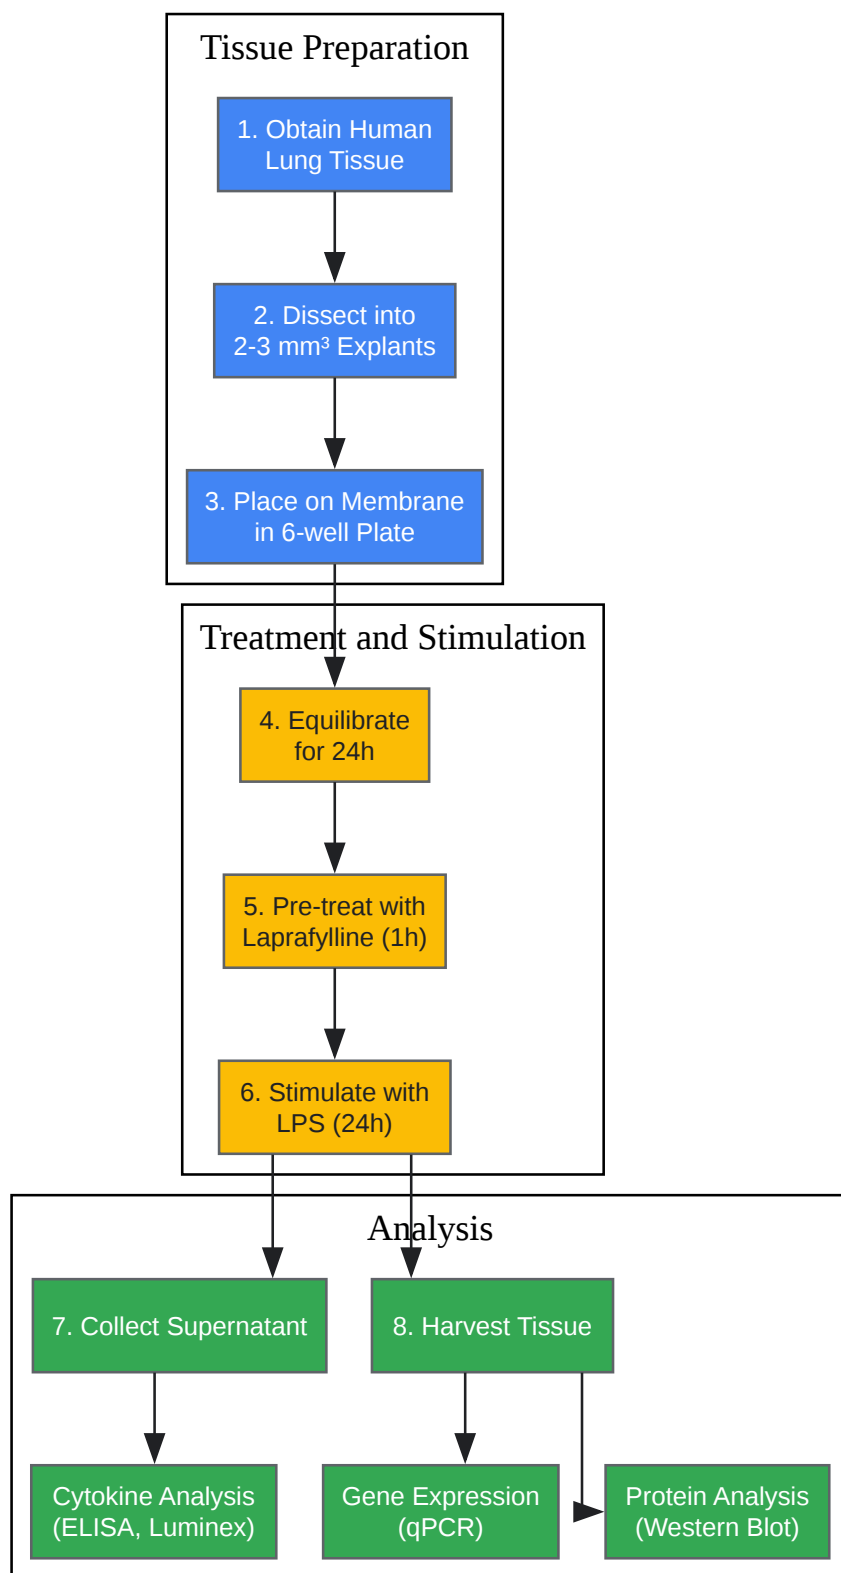 Tissue Preparation
1. Obtain Human
Lung Tissue
2. Dissect into
2-3 mm³ Explants
3. Place on Membrane
in 6-well Plate
Treatment and Stimulation
4. Equilibrate
for 24h
5. Pre-treat with
Laprafylline (1h)
6. Stimulate with
LPS (24h)
Analysis
7. Collect Supernatant
8. Harvest Tissue
Cytokine Analysis
(ELISA, Luminex)
Gene Expression
(qPCR)
Protein Analysis
(Western Blot)